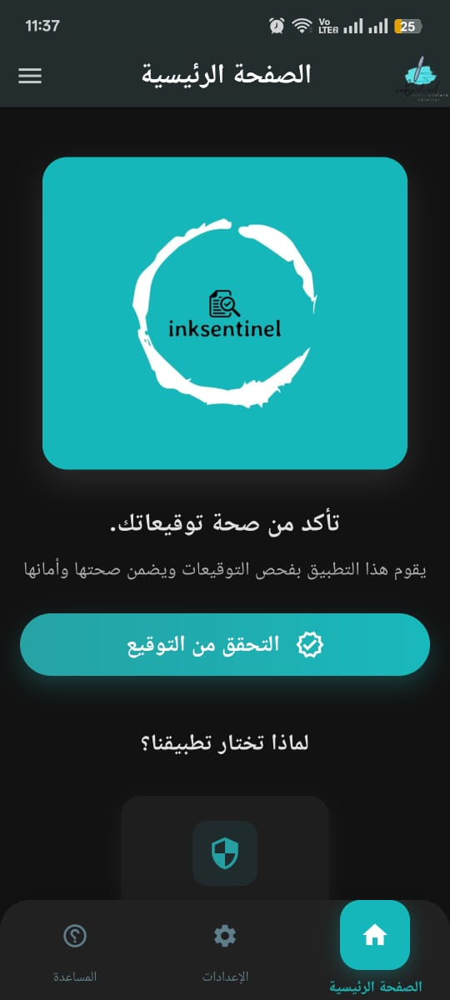 11:37
Vo
LTE
25
الصفحة الرئيسية
inksentinel
inksentinel
تأكد من صحة توقيعاتك.
يقوم هذا التطبيق بفحص التوقيعات ويضمن صحتها وأمانها
التحقق من التوقيع
لماذا تختار تطبيقنا؟
الصفحة الرئيسية
الإعدادات
المساعدة